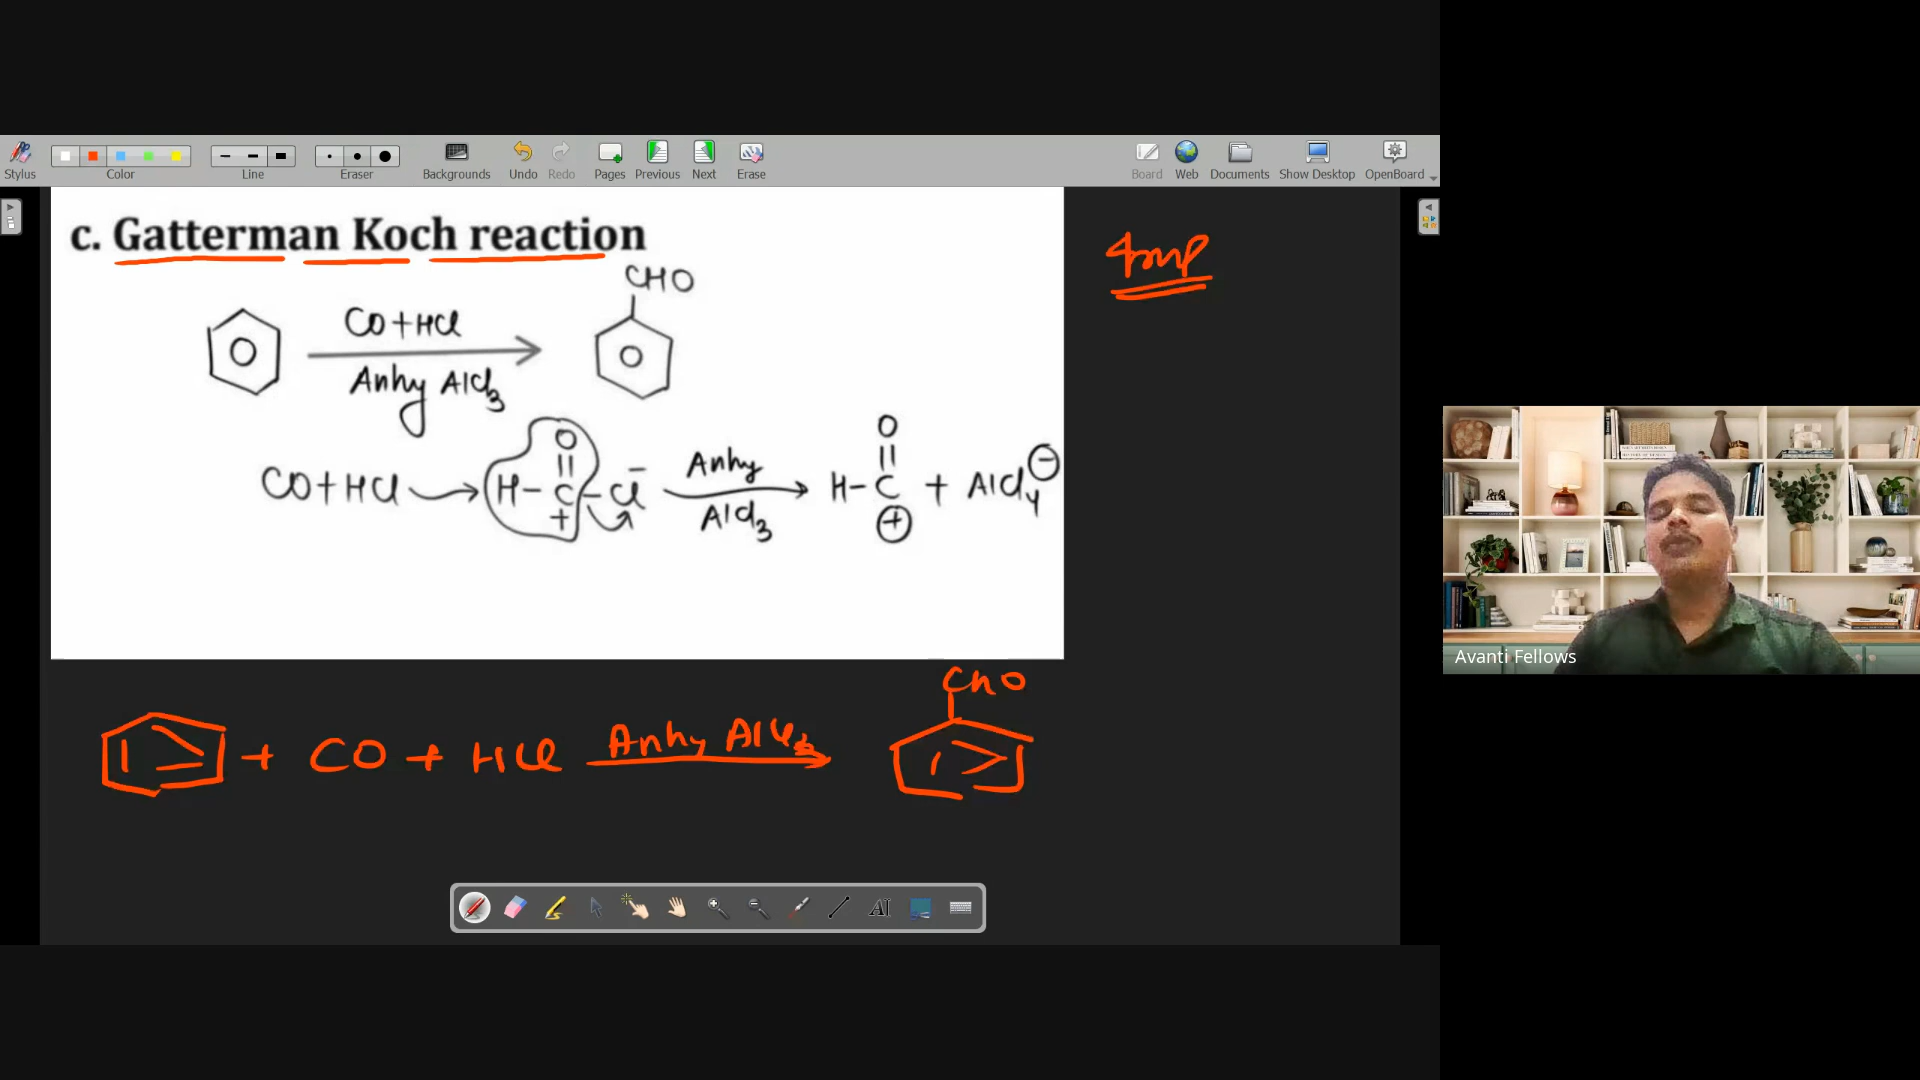 Stylus Color Line Eraser Backgrounds Undo Redo Pages Previous Next Erase Board Web Documents Show Desktop OpenBoard
c. Gatterman Koch reaction
Imp
CHO
CO+HCl
Anhy AlCl3
CO+HCl → H-C-Cl⁻ Anhy AlCl3 → H-C + AlCl4⊖
O
O
+
⊕
CHO
+ CO + HCl Anhy AlCl3
AI
Avanti Fellows